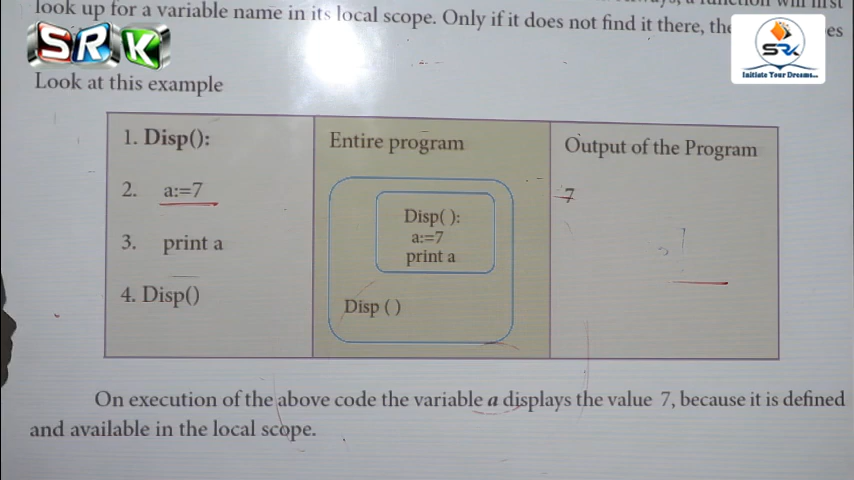 look up for a variable name in its local scope. Only if it does not find it there, the
SRK
SRK
Initiate Your Dreams...
Look at this example
1. Disp():
2. a:=7
3. print a
4. Disp()
Entire program
Disp( ):
a:=7
print a
Disp ( )
Output of the Program
7
On execution of the above code the variable a displays the value 7, because it is defined
and available in the local scope.